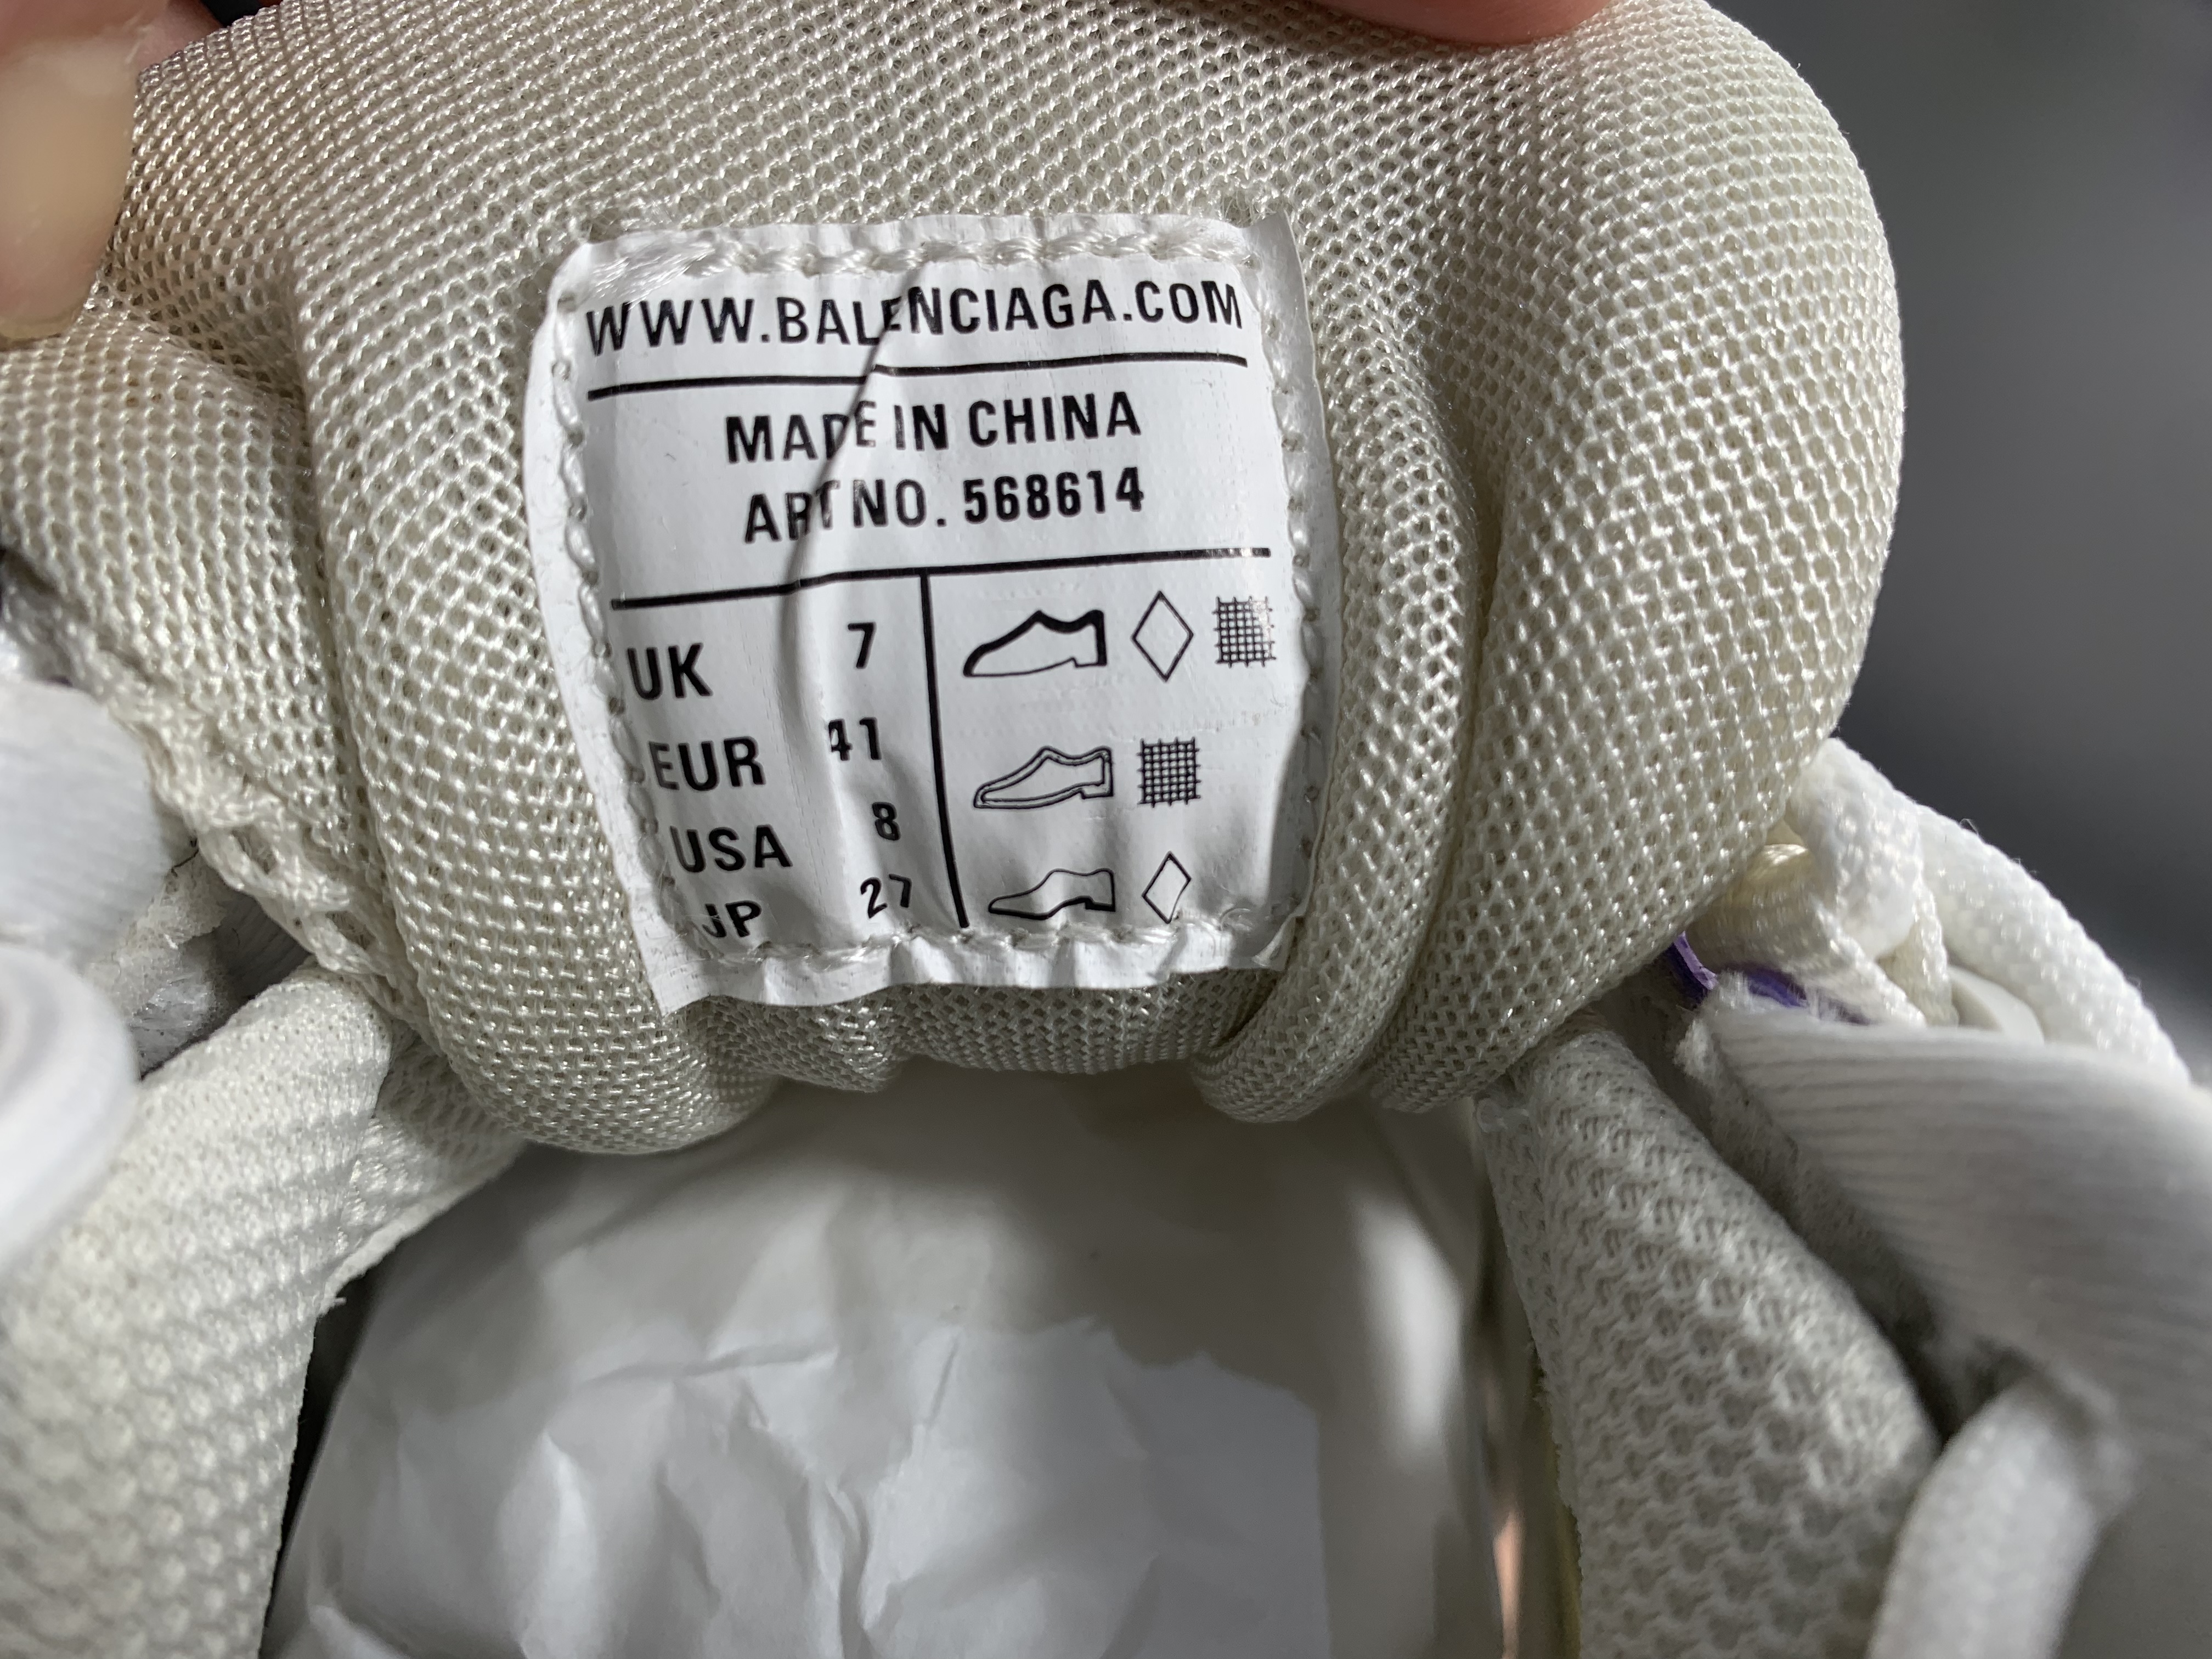 WWW.BALENCIAGA.COM
MADE IN CHINA
ART NO. 568614
UK 7
EUR 41
USA 8
JP 27